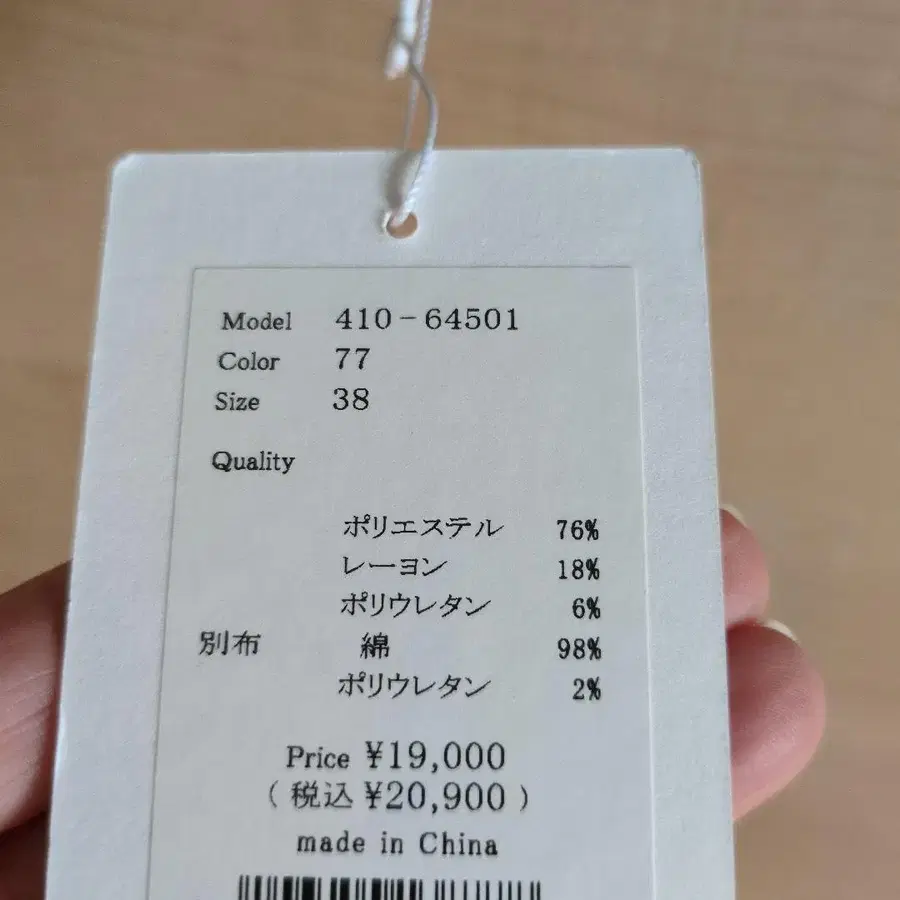 Model 410-64501
Color 77
Size 38
Quality
ポリエステル 76%
レーヨン 18%
ポリウレタン 6%
別布 綿 98%
ポリウレタン 2%
Price ¥19,000
(税込¥20,900)
made in China